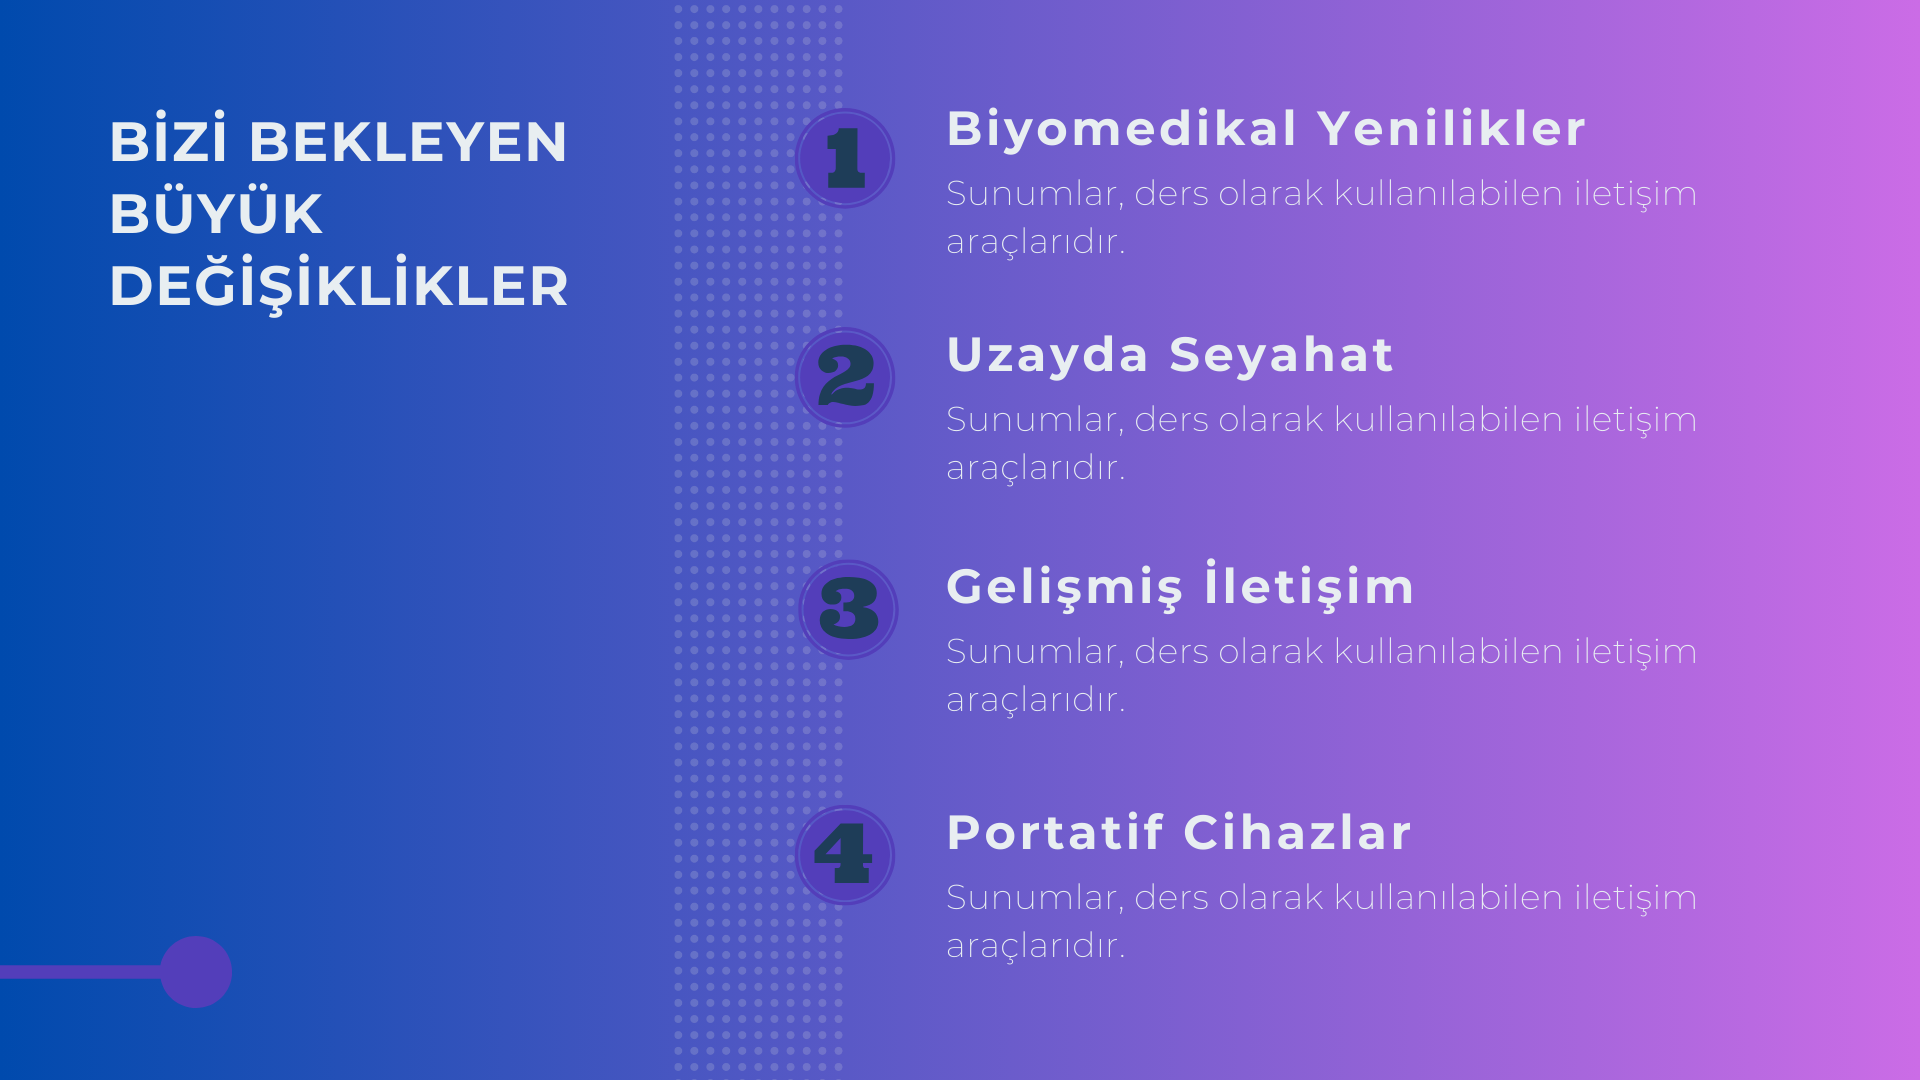 BİZİ BEKLEYEN
BÜYÜK
DEĞİŞİKLİKLER
1
Biyomedikal Yenilikler
Sunumlar, ders olarak kullanılabilen iletişim
araçlarıdır.
2
Uzayda Seyahat
Sunumlar, ders olarak kullanılabilen iletişim
araçlarıdır.
3
Gelişmiş İletişim
Sunumlar, ders olarak kullanılabilen iletişim
araçlarıdır.
4
Portatif Cihazlar
Sunumlar, ders olarak kullanılabilen iletişim
araçlarıdır.